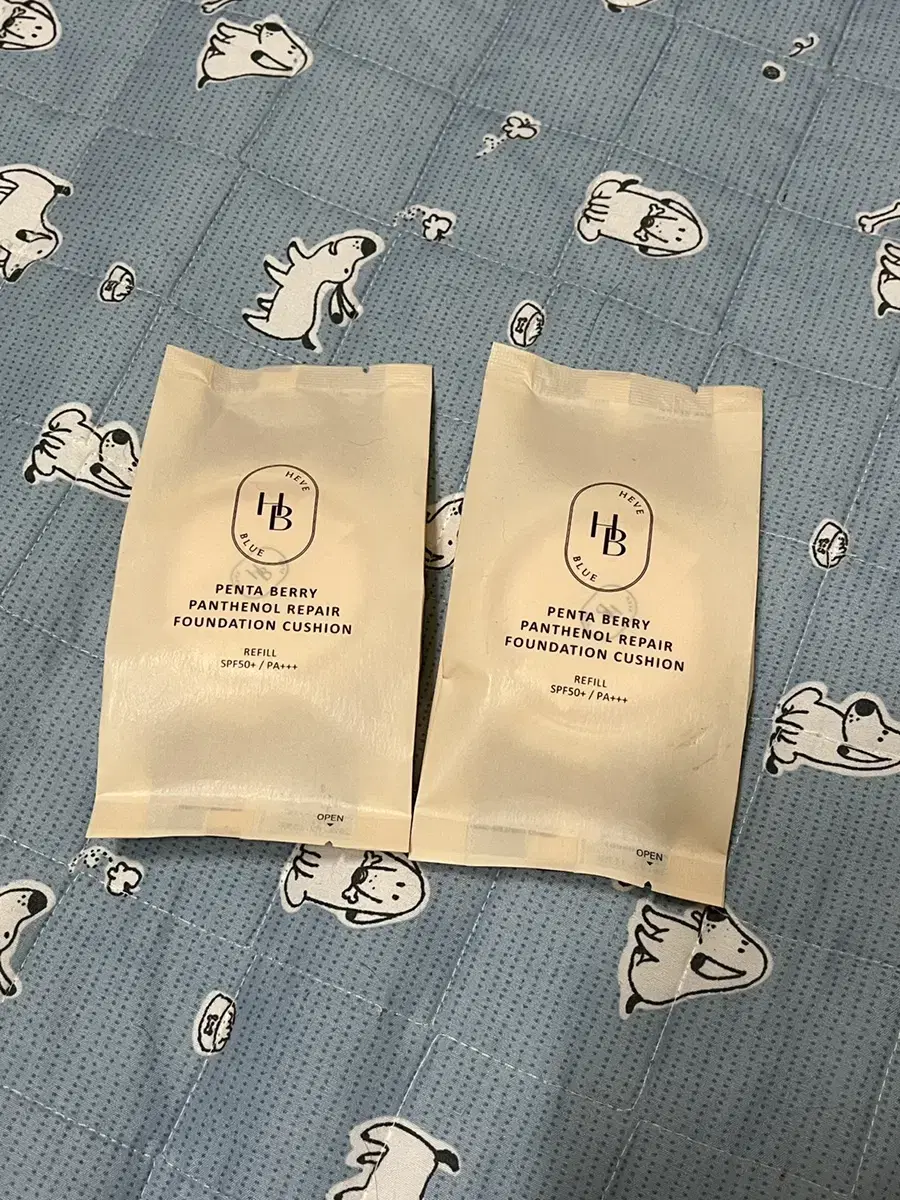 HEVE
HB
BLUE
PENTA BERRY
PANTHENOL REPAIR
FOUNDATION CUSHION
REFILL
SPF50+ / PA+++
OPEN
HEVE
HB
BLUE
PENTA BERRY
PANTHENOL REPAIR
FOUNDATION CUSHION
REFILL
SPF50+ / PA+++
OPEN